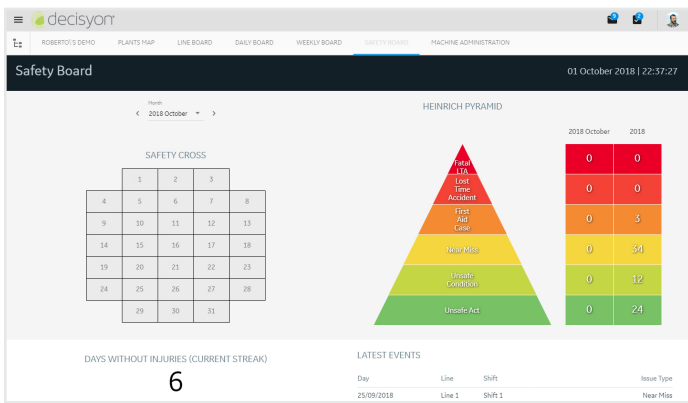 decisyon
ROBERTO\'S DEMO PLANTS MAP LINE BOARD DAILY BOARD WEEKLY BOARD SAFETY BOARD MACHINE ADMINISTRATION
Safety Board
01 October 2018 | 22:37:27
Month
2018 October
SAFETY CROSS
1 2 3
4 5 6 7 8
9 10 11 12 13
14 15 16 17 18
19 20 21 22 23
24 25 26 27 28
29 30 31
HEINRICH PYRAMID
2018 October 2018
Fatal
LTA
0 0
Lost
Time
Accident
0 0
First
Aid
Case
0 3
Near Miss
0 34
Unsafe
Condition
0 12
Unsafe Act
0 24
DAYS WITHOUT INJURIES (CURRENT STREAK)
6
LATEST EVENTS
Day Line Shift Issue Type
25/09/2018 Line 1 Shift 1 Near Miss